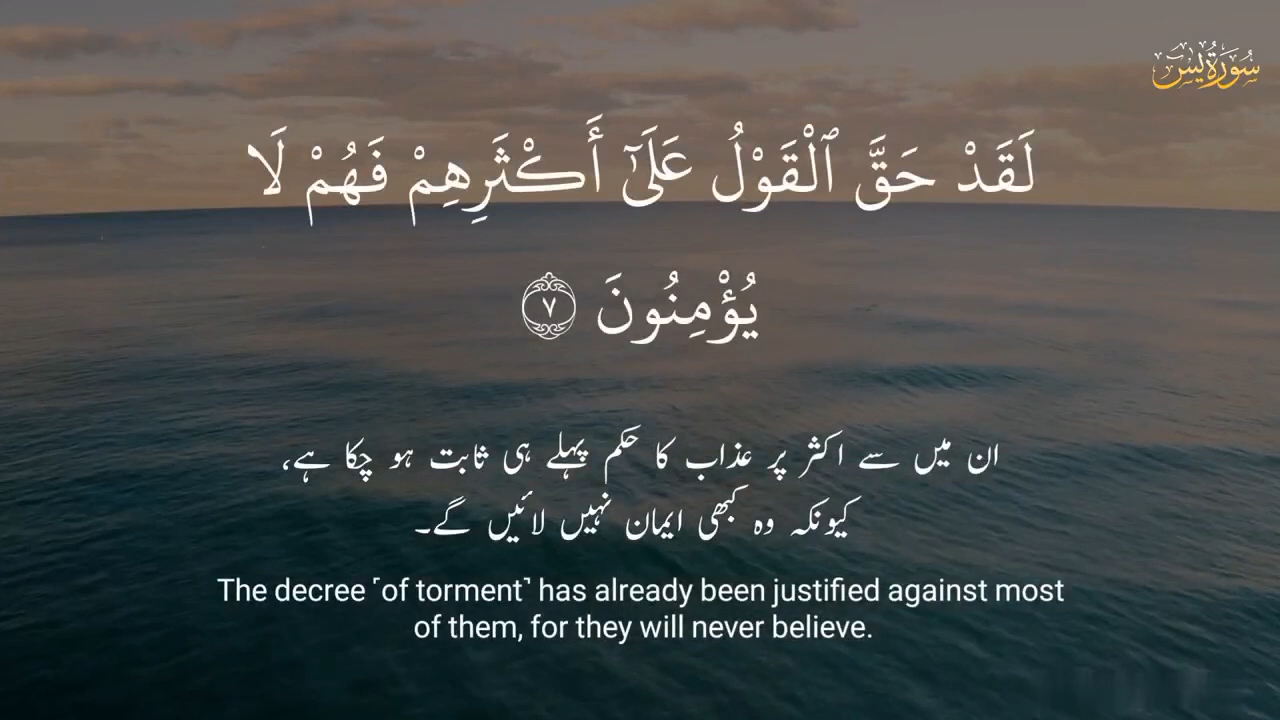 سُورَةُ يس
لَقَدْ حَقَّ ٱلْقَوْلُ عَلَىٰٓ أَكْثَرِهِمْ فَهُمْ لَا
يُؤْمِنُونَ ٧
ان میں سے اکثر پر عذاب کا حکم پہلے ہی ثابت ہو چکا ہے،
کیونکہ وہ کبھی ایمان نہیں لائیں گے۔
The decree ˹of torment˺ has already been justified against most
of them, for they will never believe.